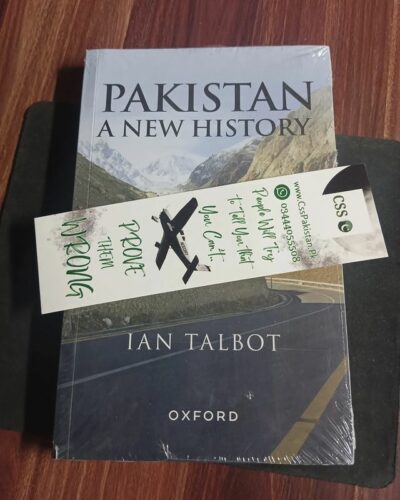 PAKISTAN
A NEW HISTORY
CSS
www.CssPakistan.Pk
03444055508
People Will Try
To Tell You that
You Can't.
PROVE
THEM
WRONG
IAN TALBOT
OXFORD